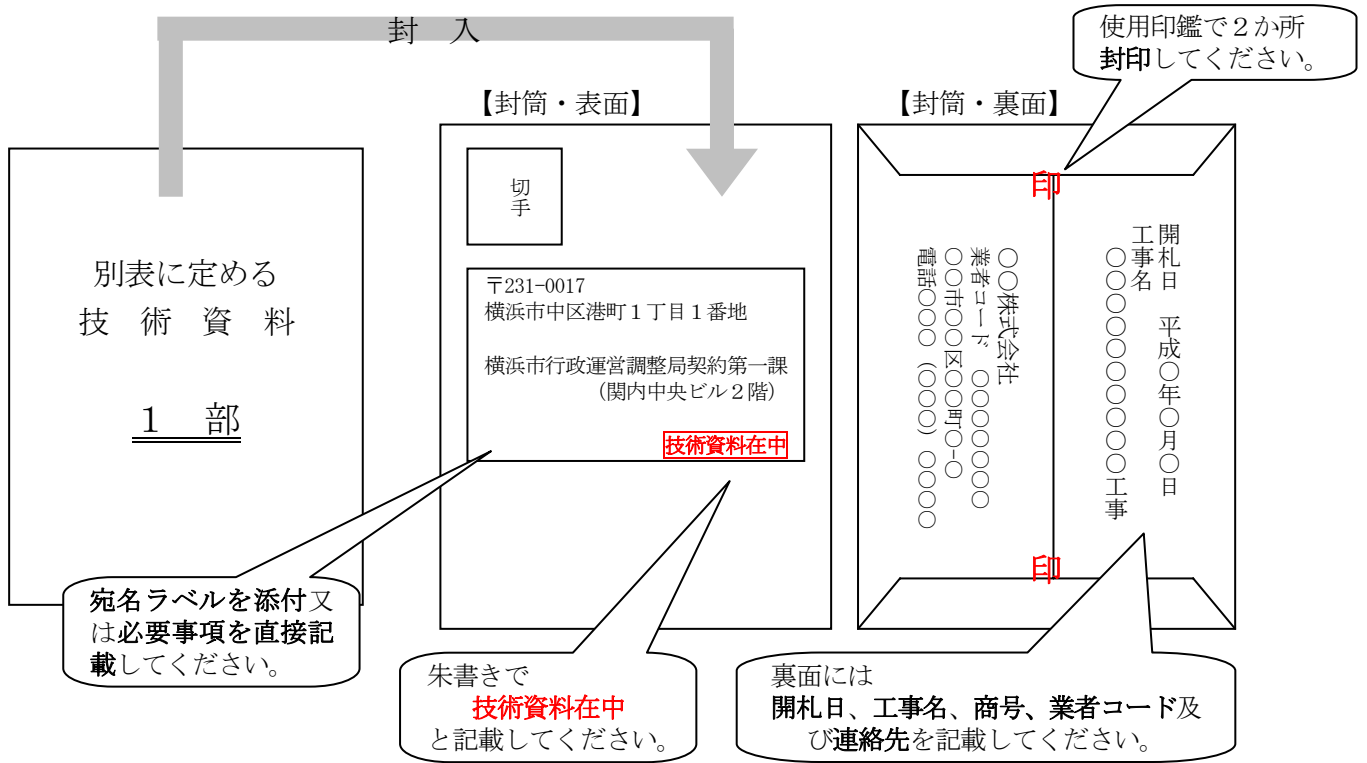 封　入
使用印鑑で２か所
封印してください。
【封筒・表面】
【封筒・裏面】
別表に定める
技　術　資　料
１　部
切手
〒231-0017
横浜市中区港町１丁目１番地
横浜市行政運営調整局契約第一課
（関内中央ビル２階）
技術資料在中
印
開札日　平成○年○月○日
工事名
○○○○○○○○○○○工事
○○株式会社
業者コード　○○○○○○○
○○市○○区○○町○-○
電話○○○（○○○）○○○○
印
宛名ラベルを添付又
は必要事項を直接記
載してください。
朱書きで
技術資料在中
と記載してください。
裏面には
開札日、工事名、商号、業者コード及
び連絡先を記載してください。